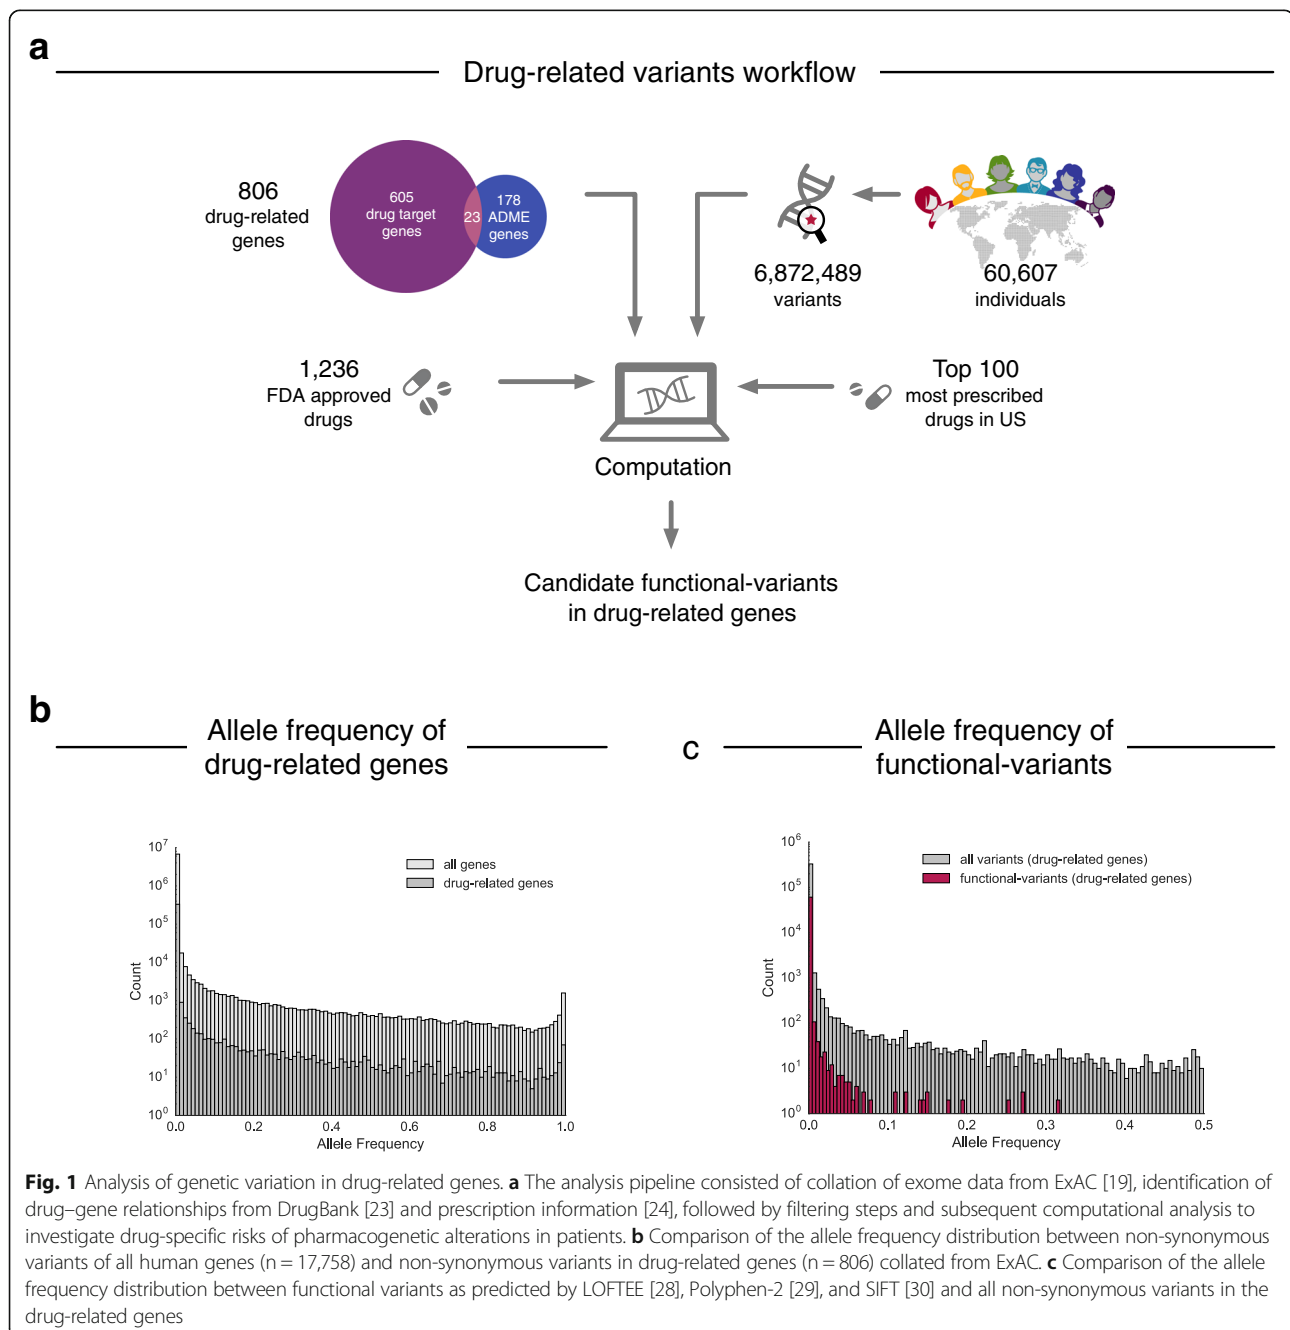 a
Drug-related variants workflow
806
drug-related
genes
605
drug target
genes
23
178
ADME
genes
6,872,489
variants
60,607
individuals
1,236
FDA approved
drugs
Top 100
most prescribed
drugs in US
Computation
Candidate functional-variants
in drug-related genes
b
Allele frequency of
drug-related genes
c
Allele frequency of
functional-variants
10^7
10^6
10^5
10^4
10^3
10^2
10^1
10^0
Count
all genes
drug-related genes
0.0 0.2 0.4 0.6 0.8 1.0
Allele Frequency
10^6
10^5
10^4
10^3
10^2
10^1
10^0
Count
all variants (drug-related genes)
functional-variants (drug-related genes)
0.0 0.1 0.2 0.3 0.4 0.5
Allele Frequency
Fig. 1 Analysis of genetic variation in drug-related genes. a The analysis pipeline consisted of collation of exome data from ExAC [19], identification of
drug–gene relationships from DrugBank [23] and prescription information [24], followed by filtering steps and subsequent computational analysis to
investigate drug-specific risks of pharmacogenetic alterations in patients. b Comparison of the allele frequency distribution between non-synonymous
variants of all human genes (n = 17,758) and non-synonymous variants in drug-related genes (n = 806) collated from ExAC. c Comparison of the allele
frequency distribution between functional variants as predicted by LOFTEE [28], Polyphen-2 [29], and SIFT [30] and all non-synonymous variants in the
drug-related genes